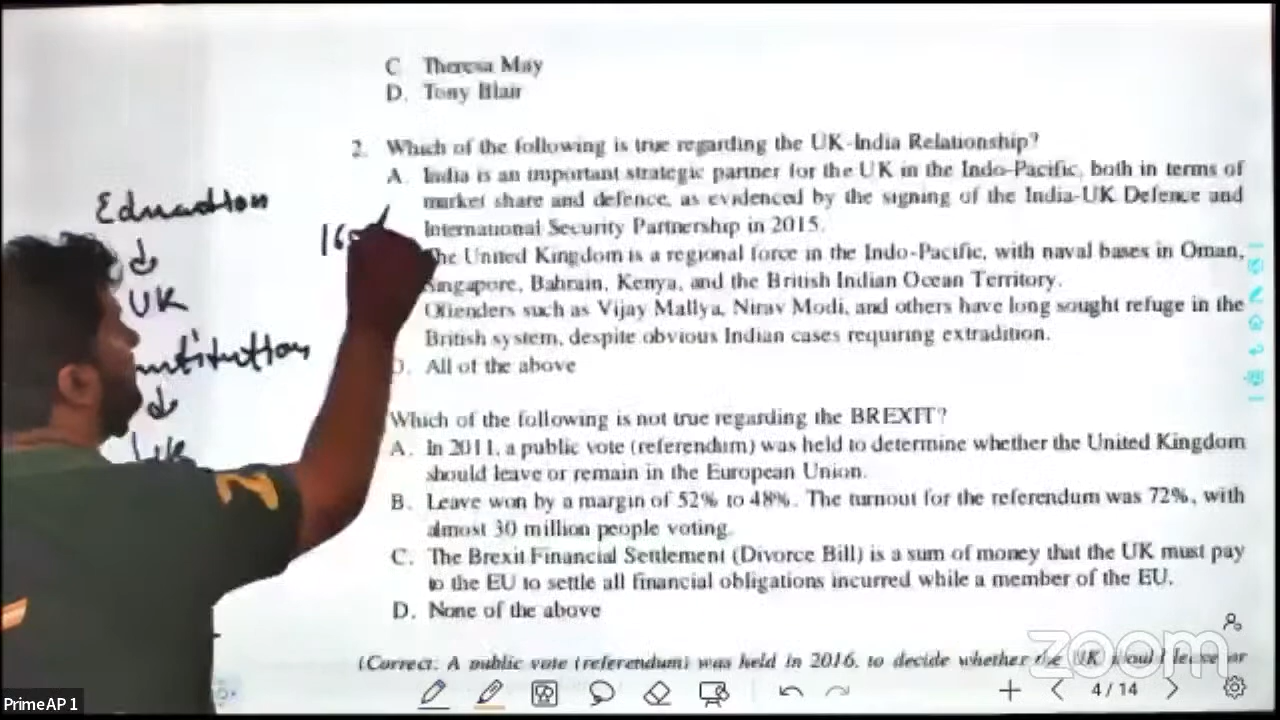 C. Theresa May
D. Tony Blair
2. Which of the following is true regarding the UK-India Relationship?
A. India is an important strategic partner for the UK in the Indo-Pacific, both in terms of
market share and defence, as evidenced by the signing of the India-UK Defence and
International Security Partnership in 2015.
The United Kingdom is a regional force in the Indo-Pacific, with naval bases in Oman,
Singapore, Bahrain, Kenya, and the British Indian Ocean Territory.
Offenders such as Vijay Mallya, Nirav Modi, and others have long sought refuge in the
British system, despite obvious Indian cases requiring extradition.
D. All of the above
Which of the following is not true regarding the BREXIT?
A. In 2011, a public vote (referendum) was held to determine whether the United Kingdom
should leave or remain in the European Union.
B. Leave won by a margin of 52% to 48%. The turnout for the referendum was 72%, with
almost 30 million people voting.
C. The Brexit Financial Settlement (Divorce Bill) is a sum of money that the UK must pay
to the EU to settle all financial obligations incurred while a member of the EU.
D. None of the above
(Correct: A public vote (referendum) was held in 2016, to decide whether the UK should leave or
Education
UK
nstitution
UK
4/14
zoom
PrimeAP 1